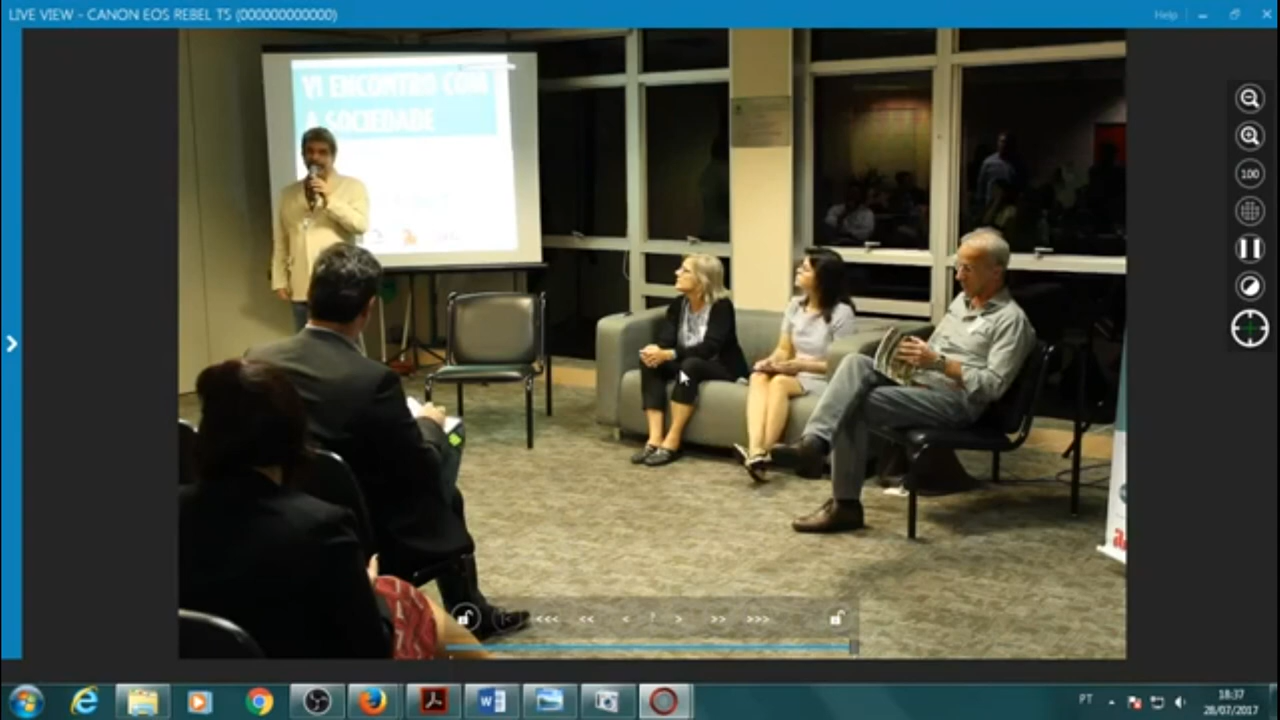 LIVE VIEW - CANON EOS REBEL T5 (000000000000)
Help
VI ENCONTRO COM
A SOCIEDADE
100
<<< << < ? > >> >>>
PT
18:37
28/07/2017